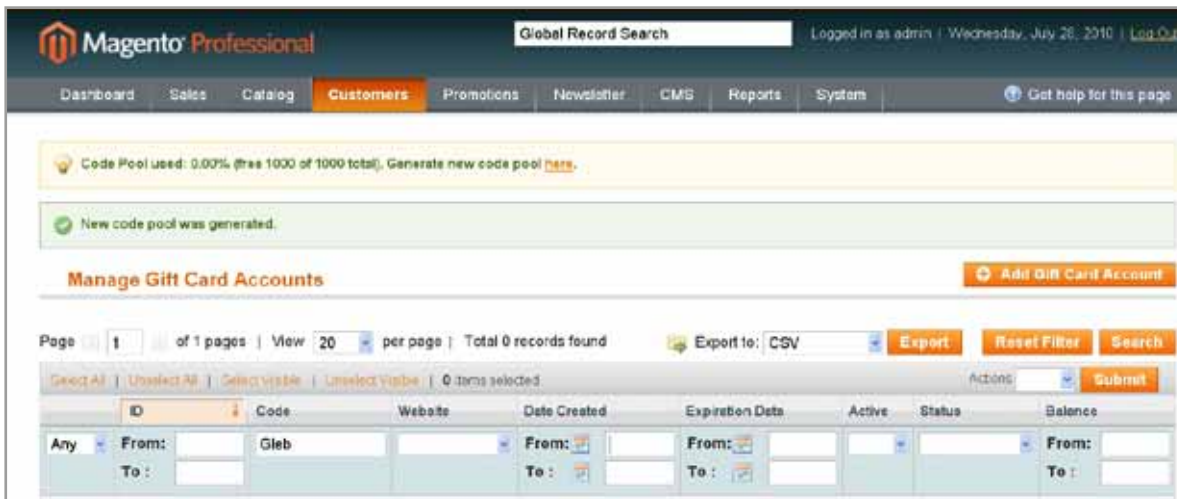 Magento Professional
Global Record Search
Logged in as admin | Wednesday, July 28, 2010 | Log Out
Dashboard Sales Catalog Customers Promotions Newsletter CMS Reports System Get help for this page
Code Pool used: 0.00% (free 1000 of 1000 total). Generate new code pool here.
New code pool was generated.
Manage Gift Card Accounts
Add Gift Card Account
Page 1 of 1 pages | View 20 per page | Total 0 records found Export to: CSV Export Reset Filter Search
Select All | Unselect All | Select Visible | Unselect Visible | 0 items selected Actions Submit
ID Code Website Date Created Expiration Date Active Status Balance
Any From: Gleb From: From: From:
To : To : To : To :